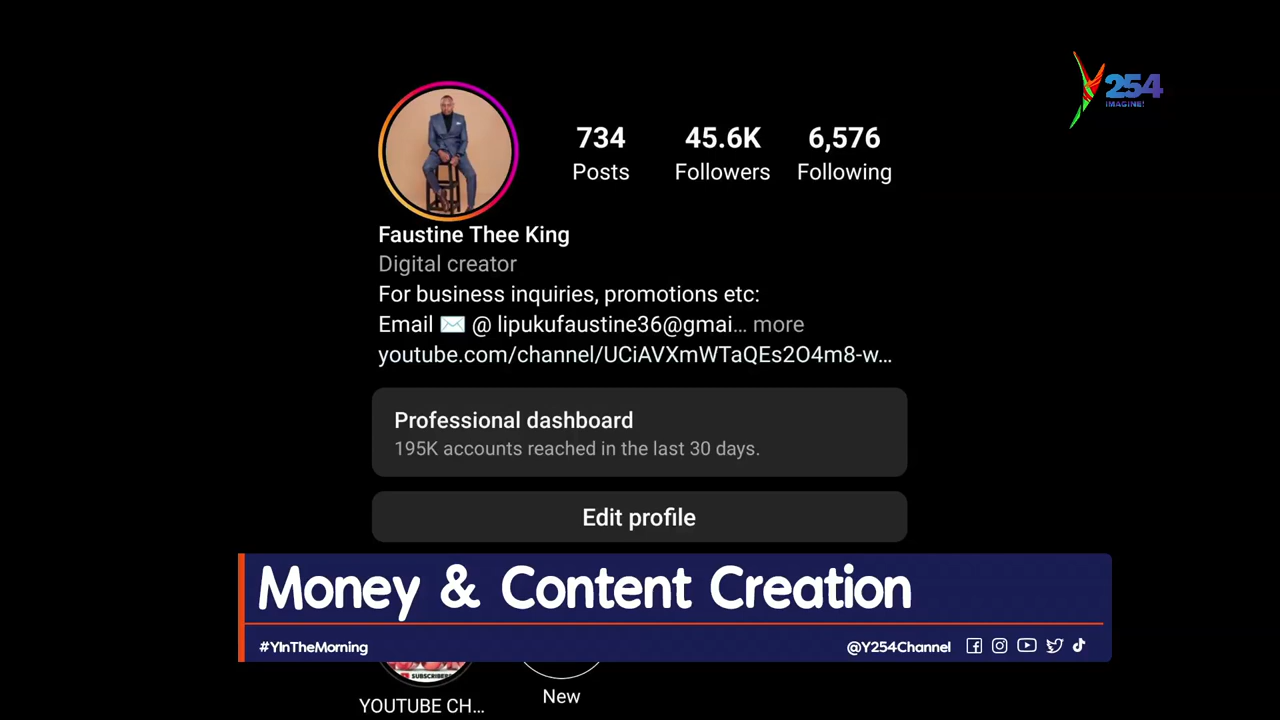 254
IMAGINE!
734 45.6K 6,576
Posts Followers Following
Faustine Thee King
Digital creator
For business inquiries, promotions etc:
Email ✉️ @ lipukufaustine36@gmai... more
youtube.com/channel/UCiAVXmWTaQEs2O4m8-w...
Professional dashboard
195K accounts reached in the last 30 days.
Edit profile
Money & Content Creation
#YInTheMorning @Y254Channel
SUBSCRIBE
YOUTUBE CH... New